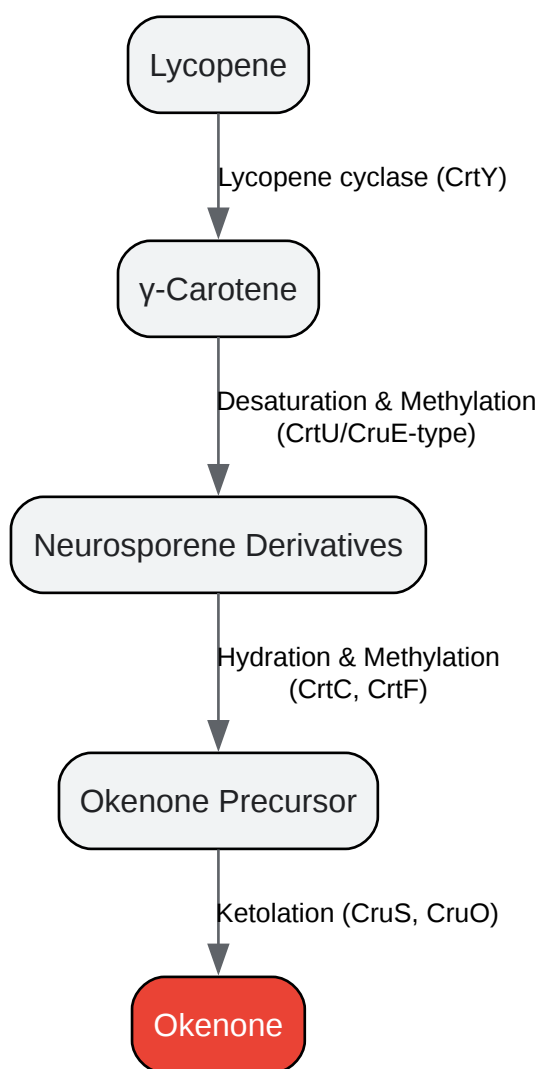 Lycopene
Lycopene cyclase (CrtY)
γ-Carotene
Desaturation & Methylation
(CrtU/CruE-type)
Neurosporene Derivatives
Hydration & Methylation
(CrtC, CrtF)
Okenone Precursor
Ketolation (CruS, CruO)
Okenone